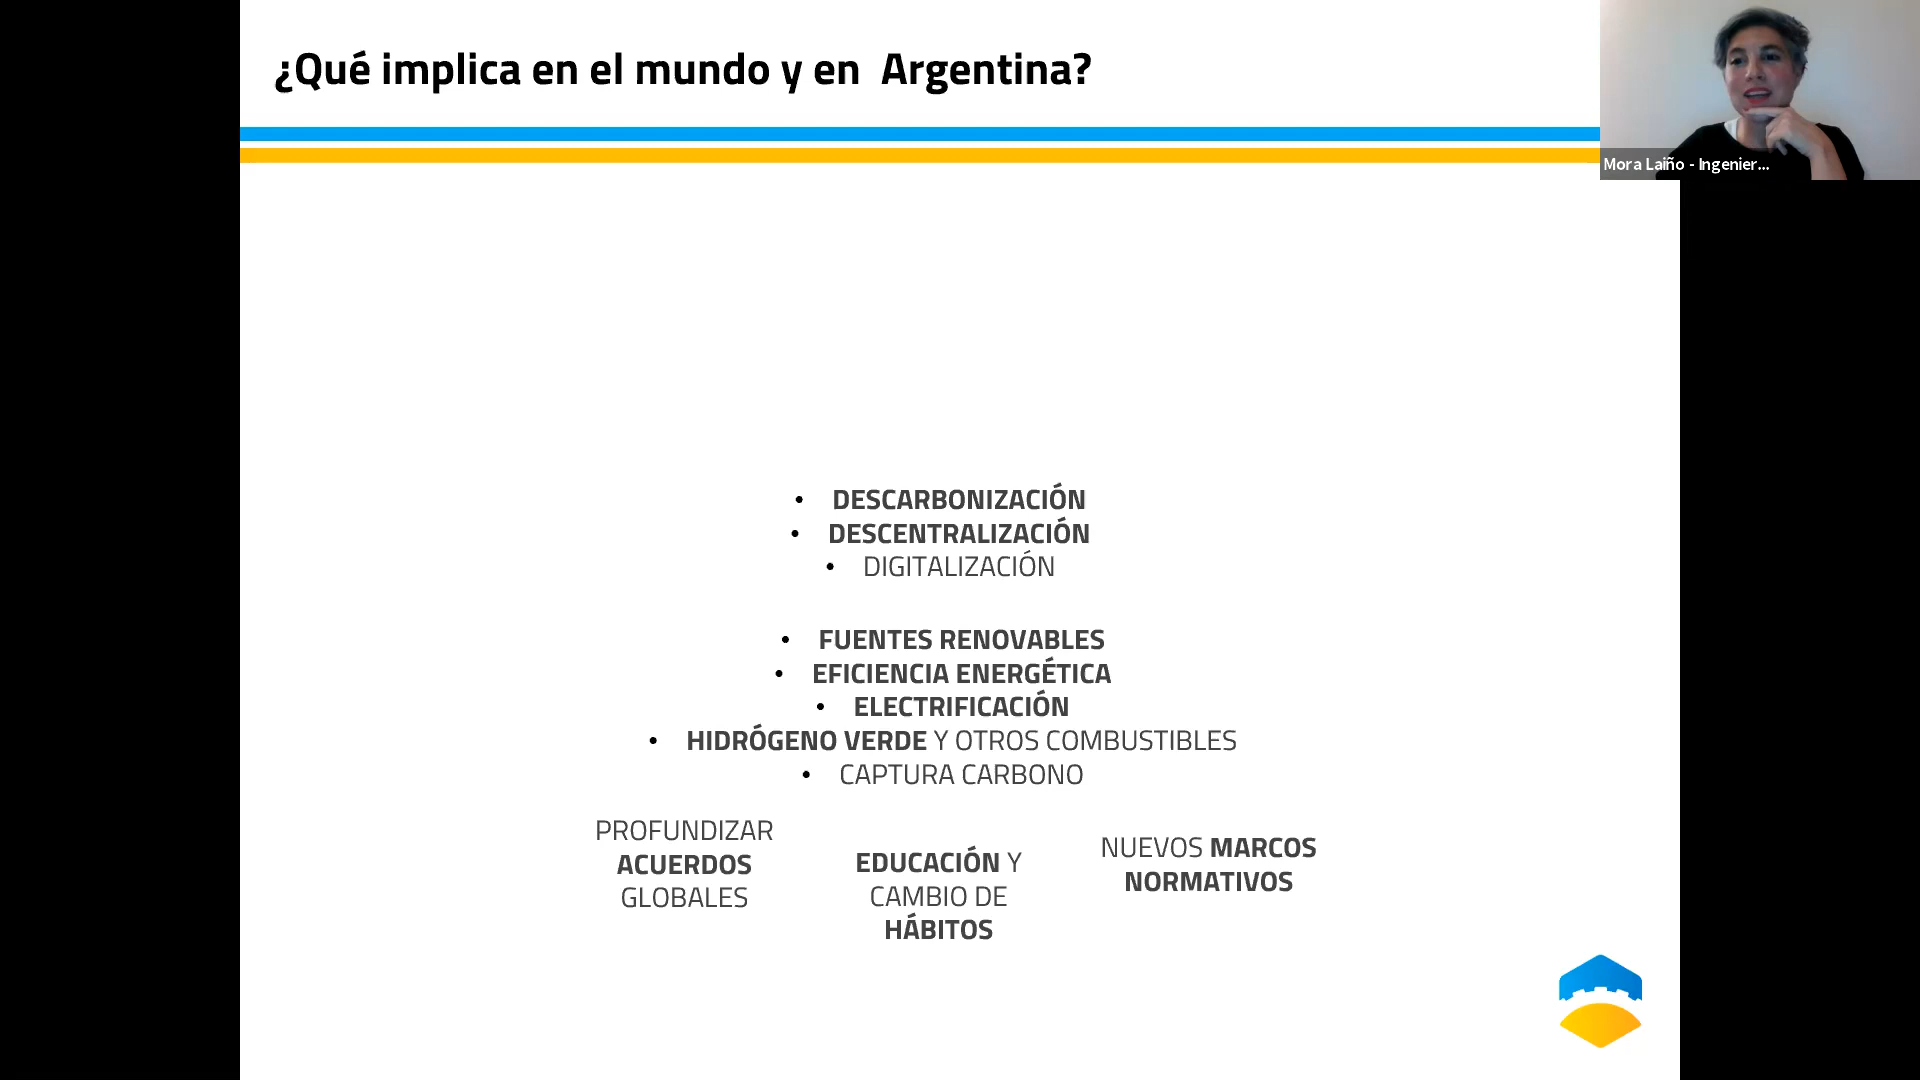 ¿Qué implica en el mundo y en  Argentina?
Mora Laiño - Ingenier...
• DESCARBONIZACIÓN
• DESCENTRALIZACIÓN
• DIGITALIZACIÓN
• FUENTES RENOVABLES
• EFICIENCIA ENERGÉTICA
• ELECTRIFICACIÓN
• HIDRÓGENO VERDE Y OTROS COMBUSTIBLES
• CAPTURA CARBONO
PROFUNDIZAR
ACUERDOS
GLOBALES
EDUCACIÓN Y
CAMBIO DE
HÁBITOS
NUEVOS MARCOS
NORMATIVOS